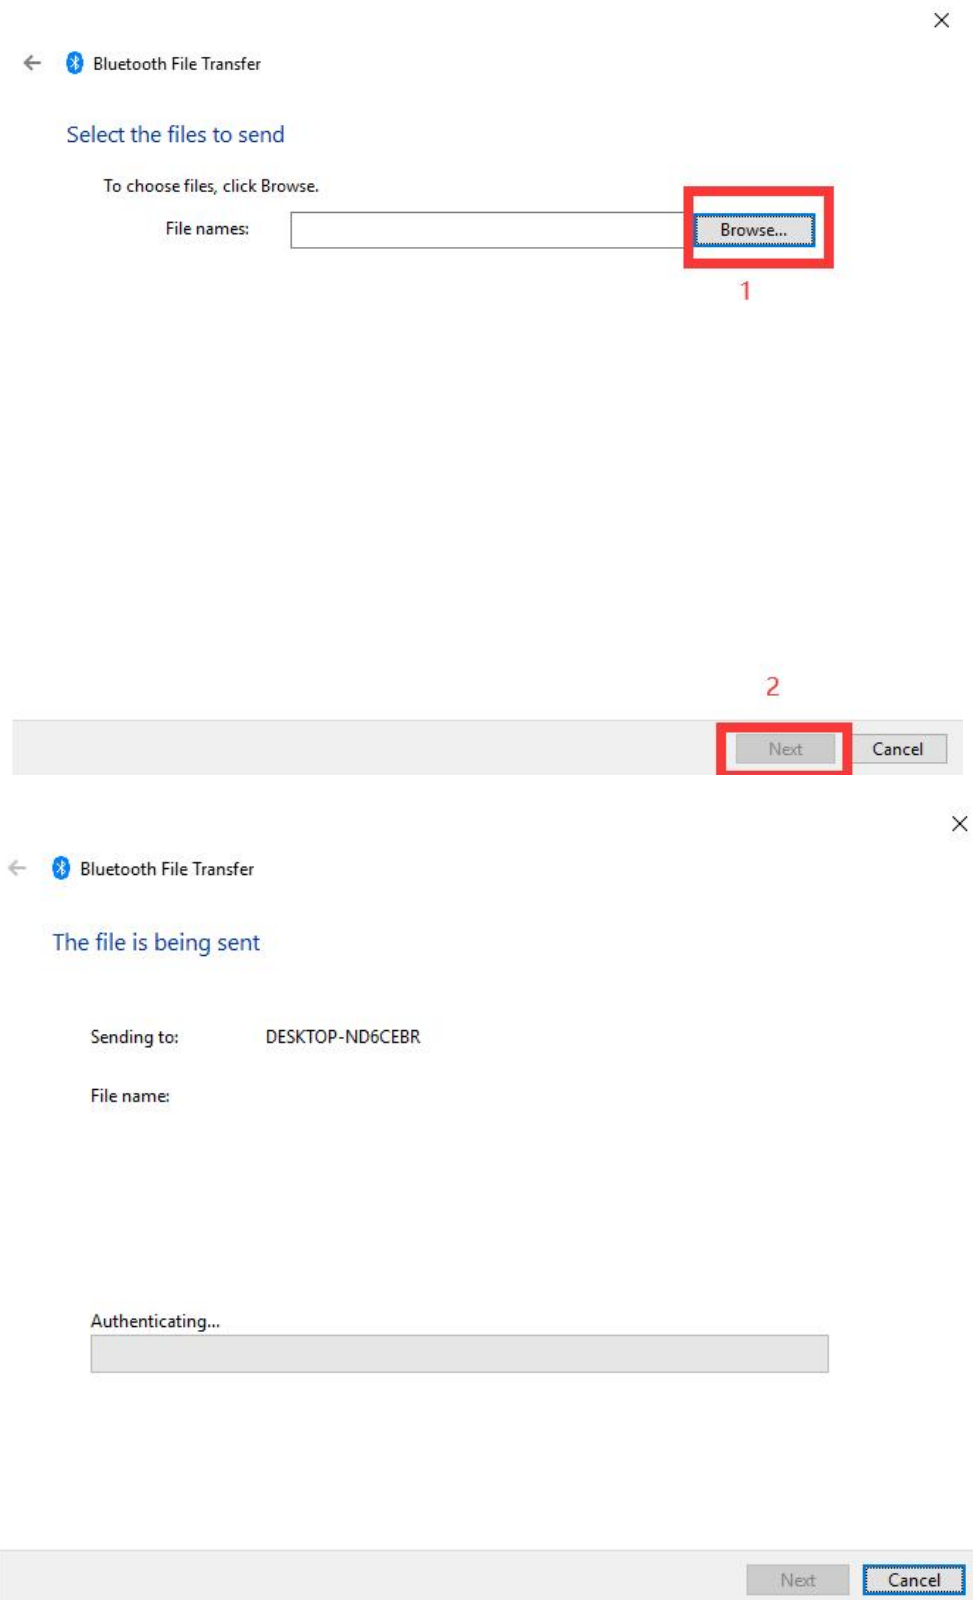 Bluetooth File Transfer
Select the files to send
To choose files, click Browse.
File names:
Browse...
1
2
Next Cancel
Bluetooth File Transfer
The file is being sent
Sending to: DESKTOP-ND6CEBR
File name:
Authenticating...
Next Cancel